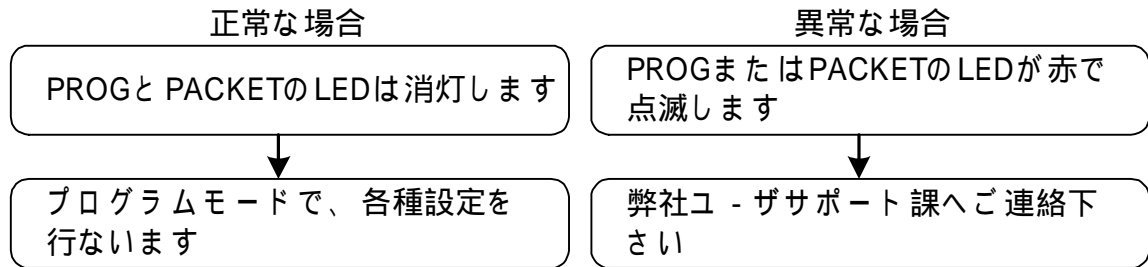 正常な場合
PROGとPACKETのLEDは消灯します
プログラムモードで、各種設定を
行ないます
異常な場合
PROGまたはPACKETのLEDが赤で
点滅します
弊社ユ-ザサポート課へご連絡下
さい